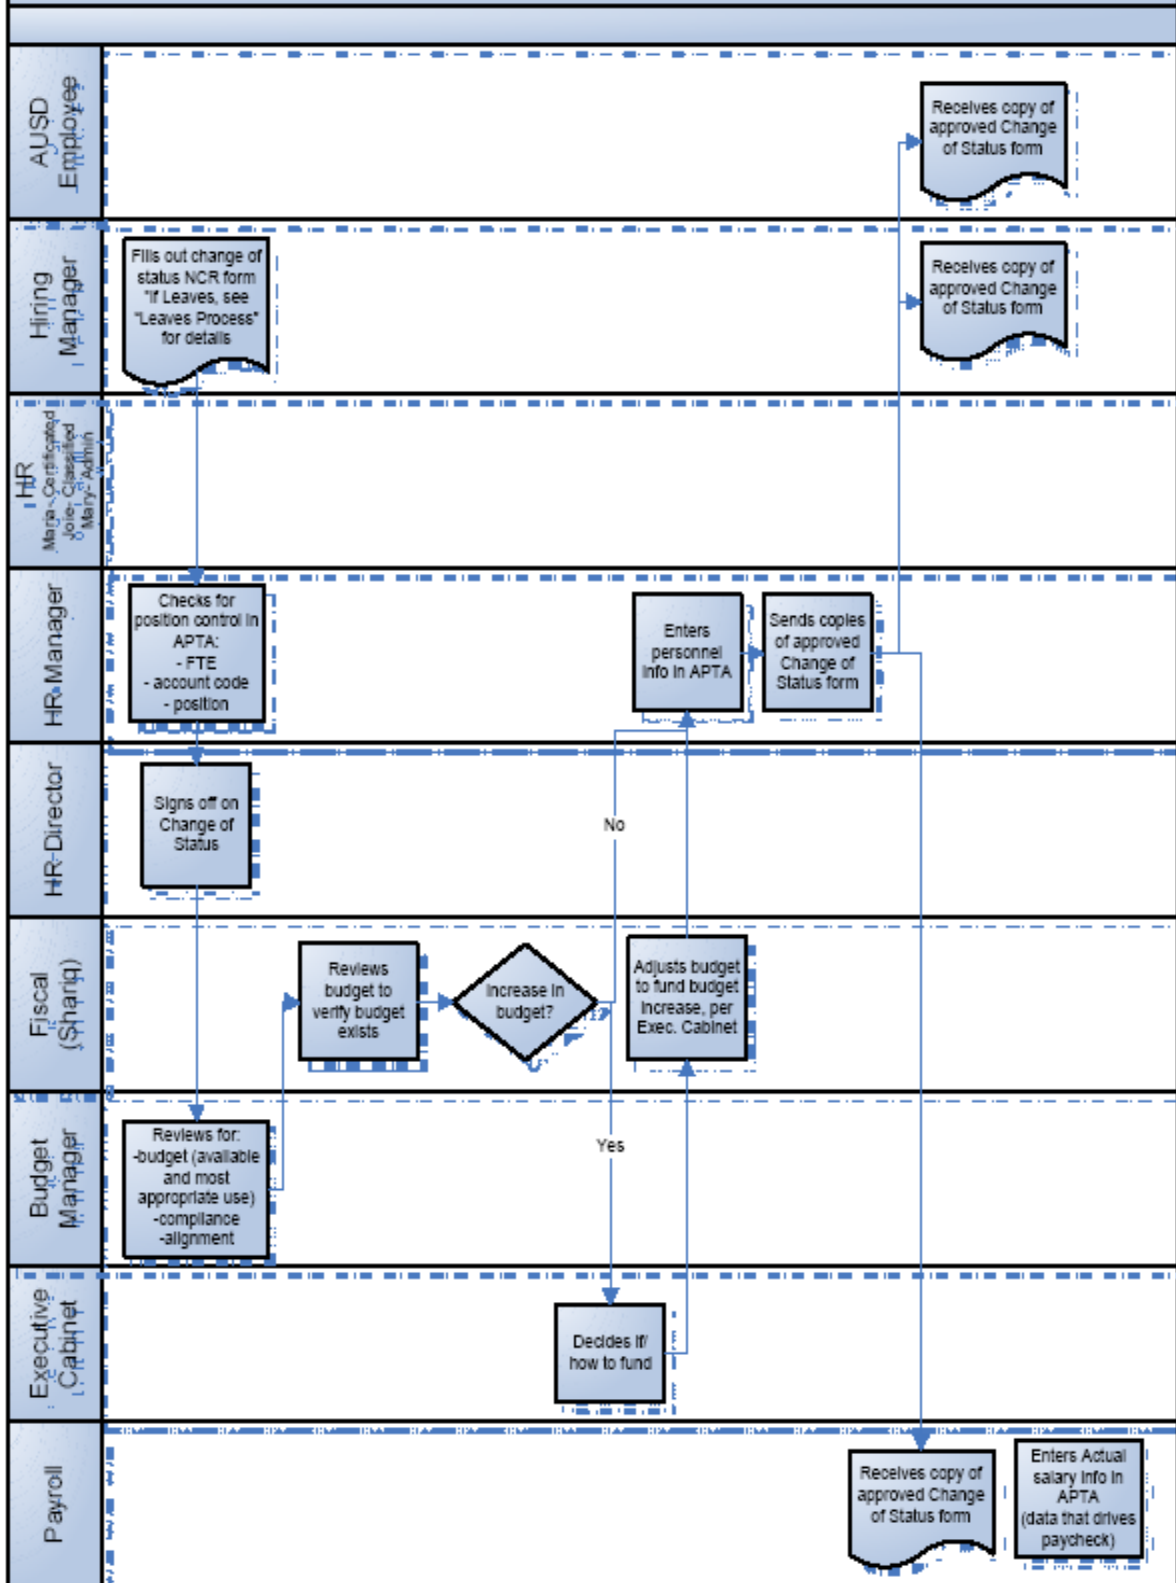 AUSD
Employee
Receives copy of
approved Change
of Status form
Hiring
Manager
Fills out change of
status NCR form
"If Leaves, see
"Leaves Process"
for details
Receives copy of
approved Change
of Status form
HR
Maria- Certificated
Joie- Classified
Mary- Admin
HR-Manager
Checks for
position control in
APTA:
- FTE
- account code
- position
Enters
personnel
info in APTA
Sends copies
of approved
Change of
Status form
HR-Director
Signs off on
Change of
Status
No
Fiscal
(Shariq)
Reviews
budget to
verify budget
exists
Increase in
budget?
Adjusts budget
to fund budget
increase, per
Exec. Cabinet
Budget
Manager
Reviews for:
-budget (available
and most
appropriate use)
-compliance
-alignment
Yes
Executive
Cabinet
Decides if/
how to fund
Payroll
Receives copy of
approved Change
of Status form
Enters Actual
salary info in
APTA
(data that drives
paycheck)